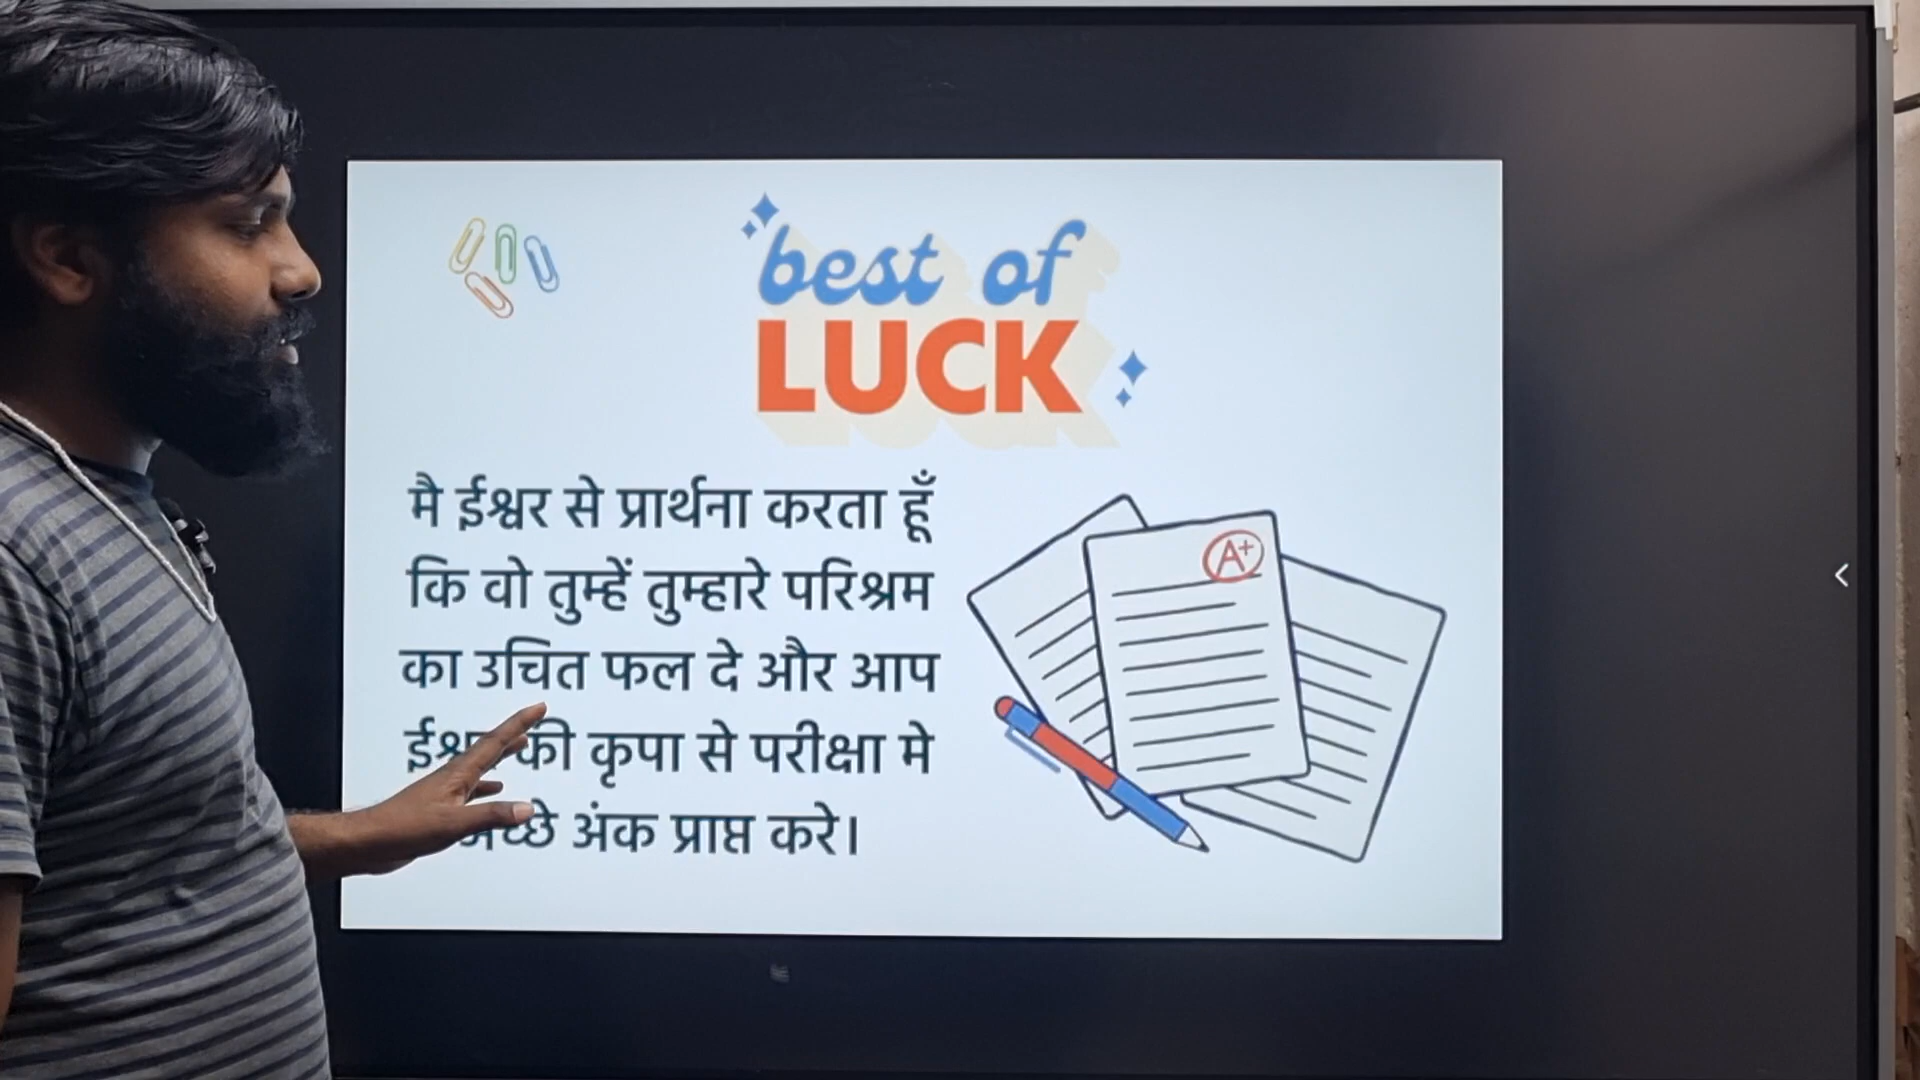 best of
LUCK
मै ईश्वर से प्रार्थना करता हूँ
कि वो तुम्हें तुम्हारे परिश्रम
का उचित फल दे और आप
की कृपा से परीक्षा मे
अंक प्राप्त करे।
A+